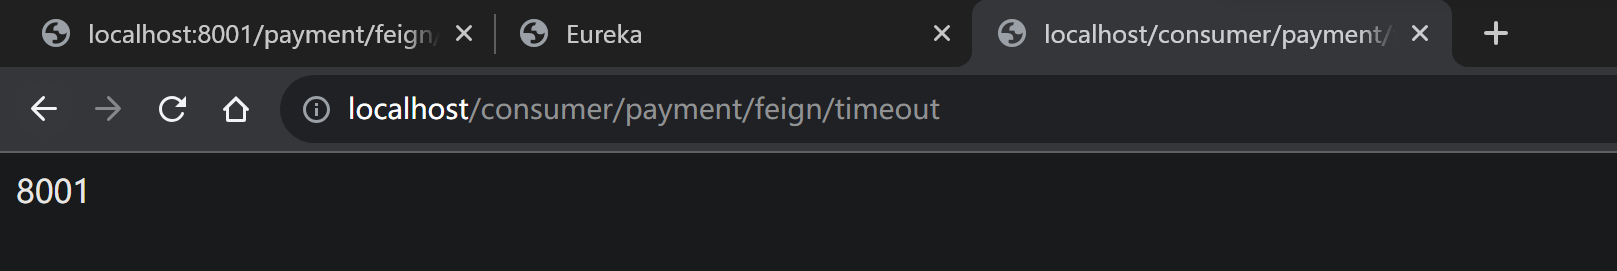 localhost:8001/payment/feign/
Eureka
localhost/consumer/payment/
localhost/consumer/payment/feign/timeout
8001